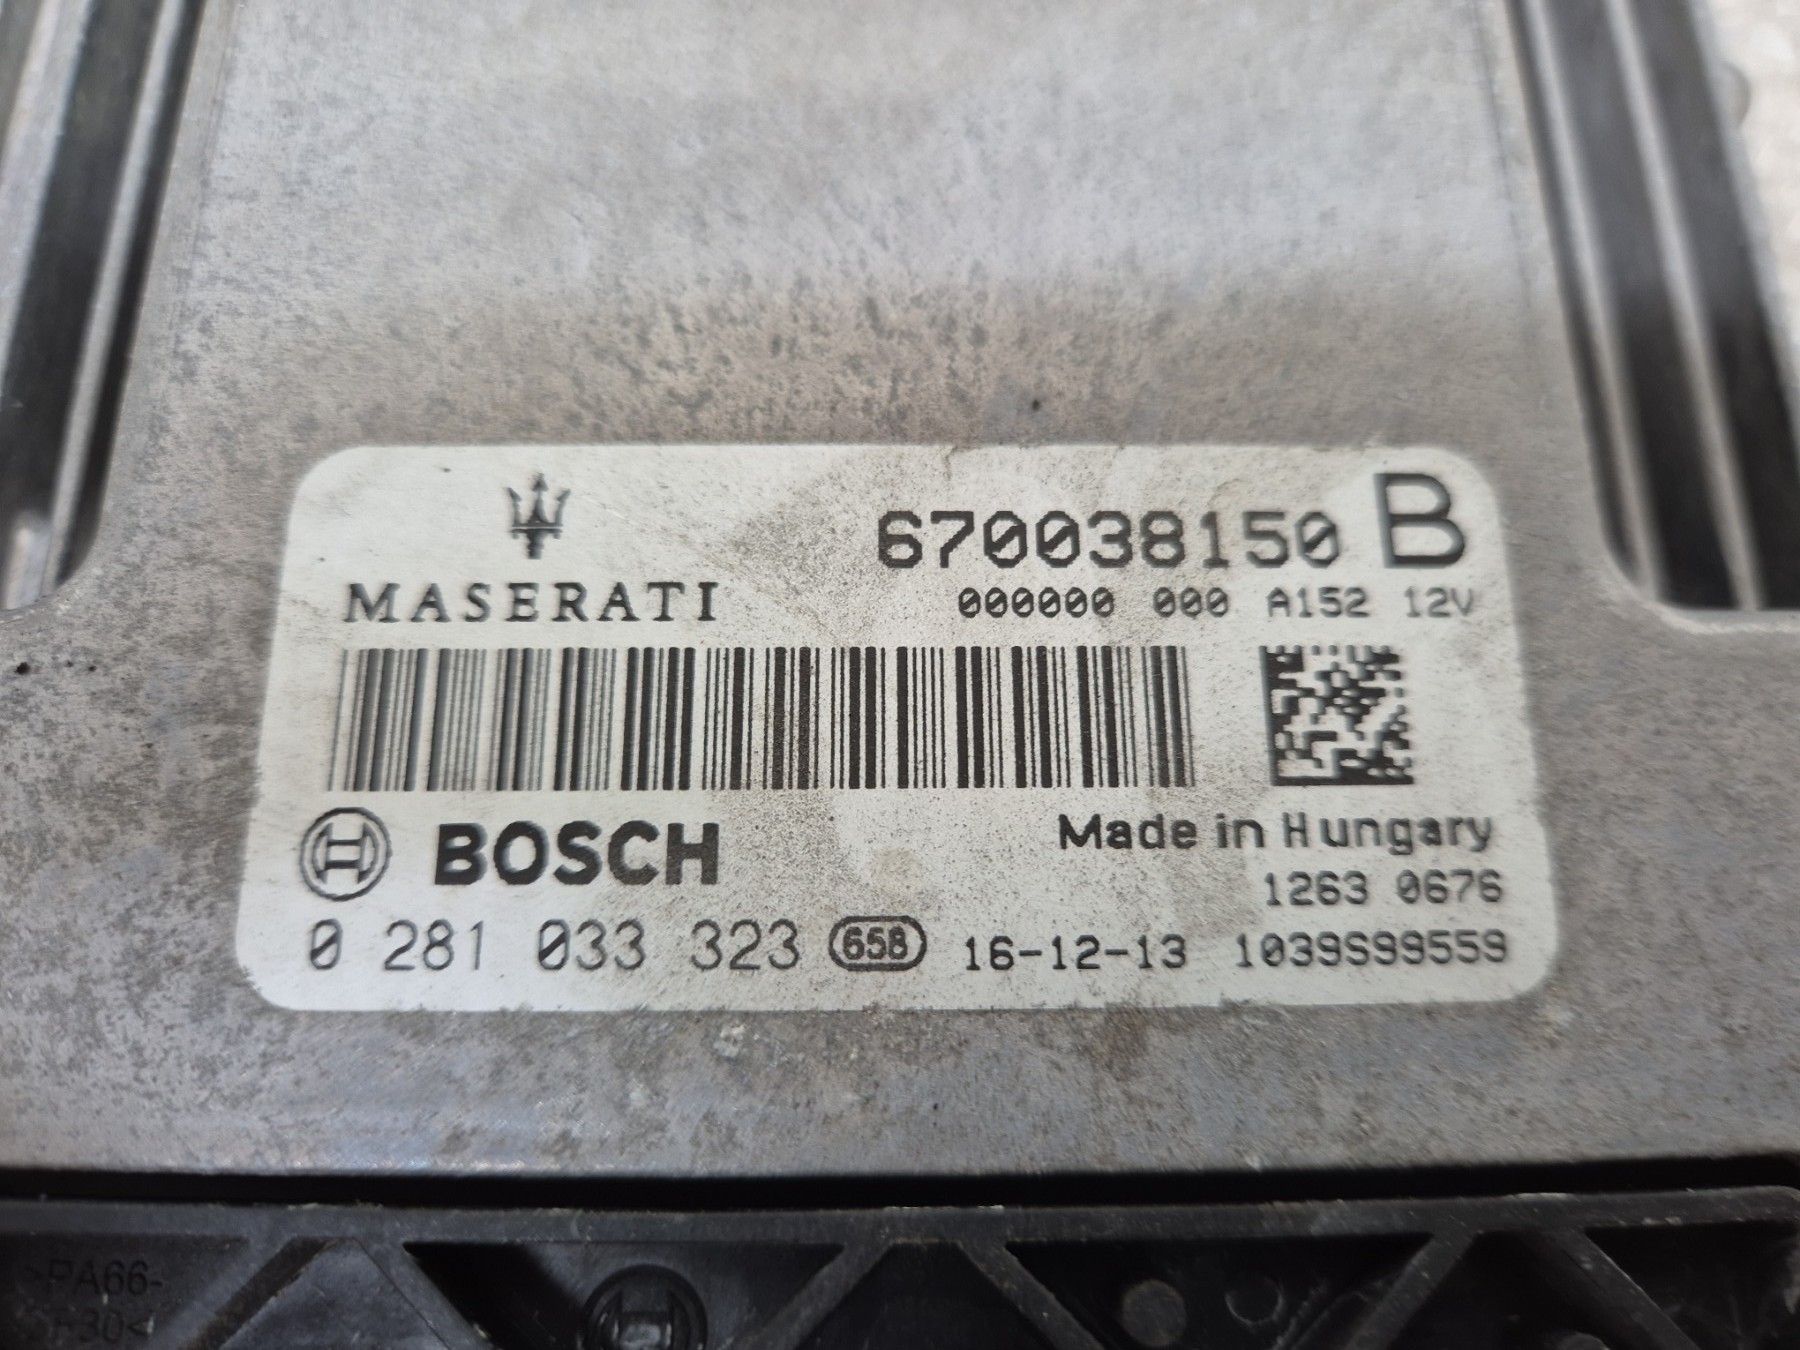 670038150 B
MASERATI
000000 000 A152 12V
BOSCH
Made in Hungary
1263 0676
0 281 033 323 658 16-12-13 1039S99559
>PA66-